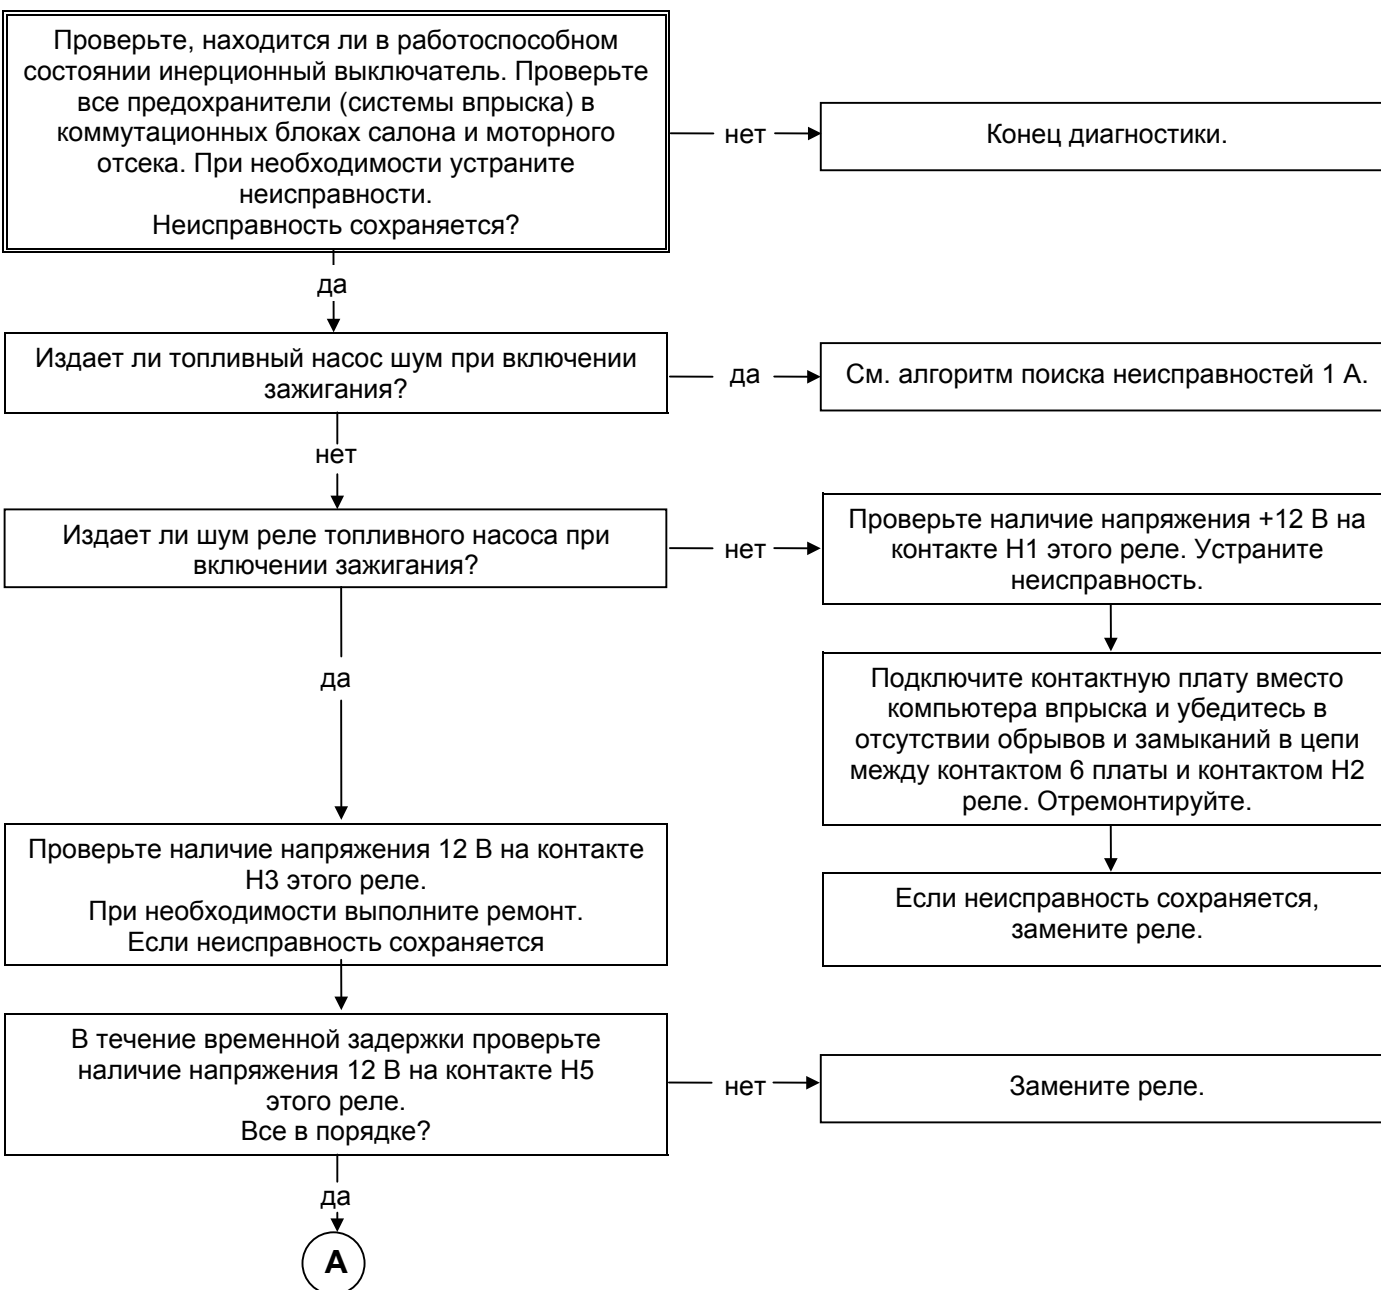 Проверьте, находится ли в работоспособном
состоянии инерционный выключатель. Проверьте
все предохранители (системы впрыска) в
коммутационных блоках салона и моторного
отсека. При необходимости устраните
неисправности.
Неисправность сохраняется?
нет
Конец диагностики.
да
Издает ли топливный насос шум при включении
зажигания?
да
См. алгоритм поиска неисправностей 1 А.
нет
Издает ли шум реле топливного насоса при
включении зажигания?
нет
Проверьте наличие напряжения +12 В на
контакте Н1 этого реле. Устраните
неисправность.
да
Подключите контактную плату вместо
компьютера впрыска и убедитесь в
отсутствии обрывов и замыканий в цепи
между контактом 6 платы и контактом Н2
реле. Отремонтируйте.
Проверьте наличие напряжения 12 В на контакте
Н3 этого реле.
При необходимости выполните ремонт.
Если неисправность сохраняется
Если неисправность сохраняется,
замените реле.
В течение временной задержки проверьте
наличие напряжения 12 В на контакте Н5
этого реле.
Все в порядке?
нет
Замените реле.
да
А